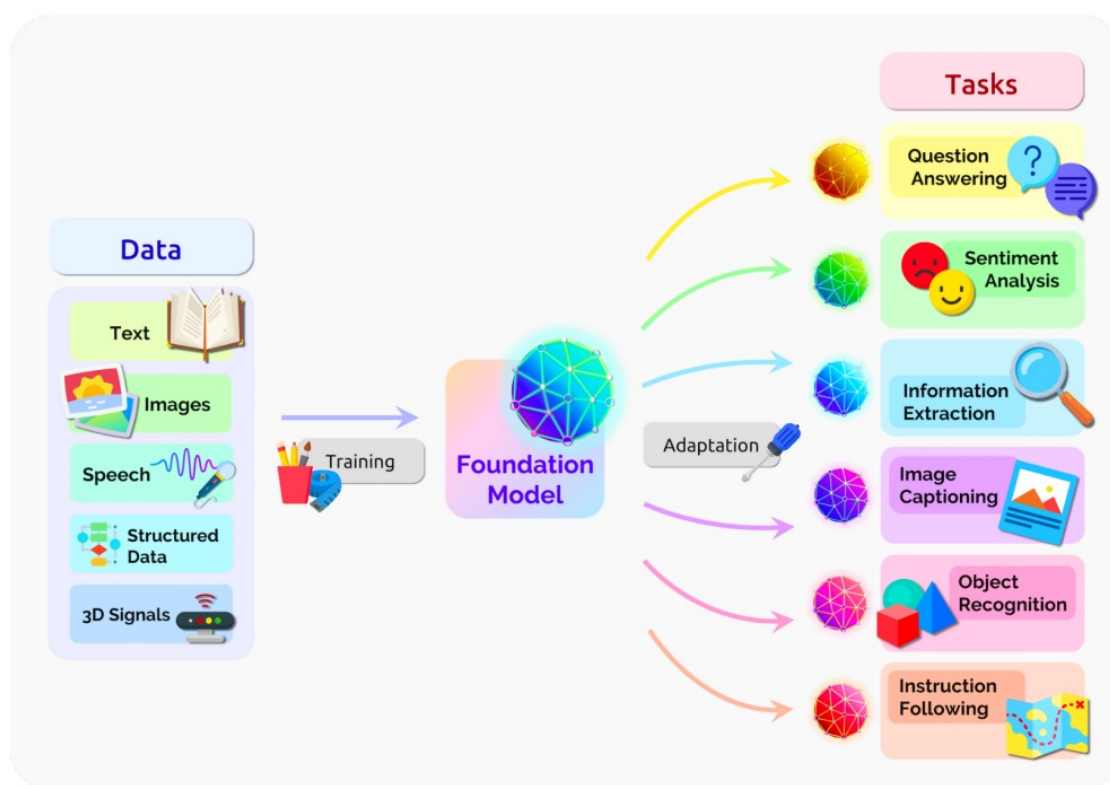 Data
Text
Images
Speech
Structured
Data
3D Signals
Training
Foundation
Model
Adaptation
Tasks
Question
Answering
?
Sentiment
Analysis
Information
Extraction
Image
Captioning
Object
Recognition
Instruction
Following